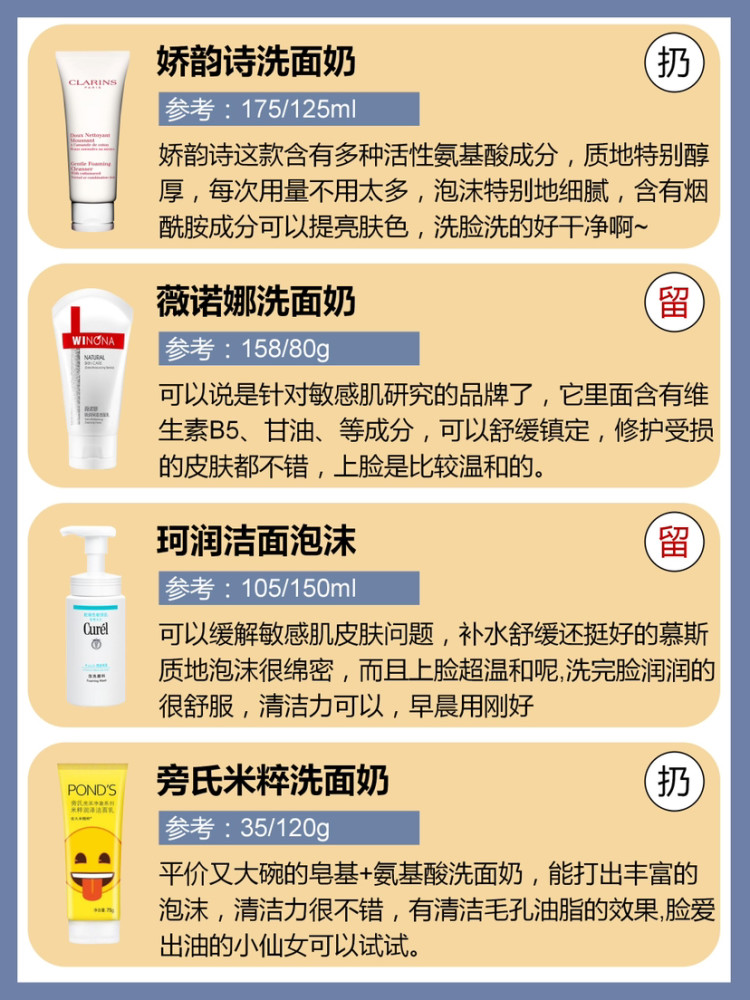 娇韵诗洗面奶
扔
参考：175/125ml
娇韵诗这款含有多种活性氨基酸成分，质地特别醇
厚，每次用量不用太多，泡沫特别地细腻，含有烟
酰胺成分可以提亮肤色，洗脸洗的好干净啊~
CLARINS
PARIS
Doux Nettoyant
Moussant
Gentle Foaming
Cleanser
薇诺娜洗面奶
留
参考：158/80g
可以说是针对敏感肌研究的品牌了，它里面含有维
生素B5、甘油、等成分，可以舒缓镇定，修护受损
的皮肤都不错，上脸是比较温和的。
WINONA
NATURAL
SKIN CARE
珂润洁面泡沫
留
参考：105/150ml
可以缓解敏感肌皮肤问题，补水舒缓还挺好的慕斯
质地泡沫很绵密，而且上脸超温和呢,洗完脸润润的
很舒服，清洁力可以，早晨用刚好
Curél
旁氏米粹洗面奶
扔
参考：35/120g
平价又大碗的皂基+氨基酸洗面奶，能打出丰富的
泡沫，清洁力很不错，有清洁毛孔油脂的效果,脸爱
出油的小仙女可以试试。
POND'S
米粹润泽洁面乳